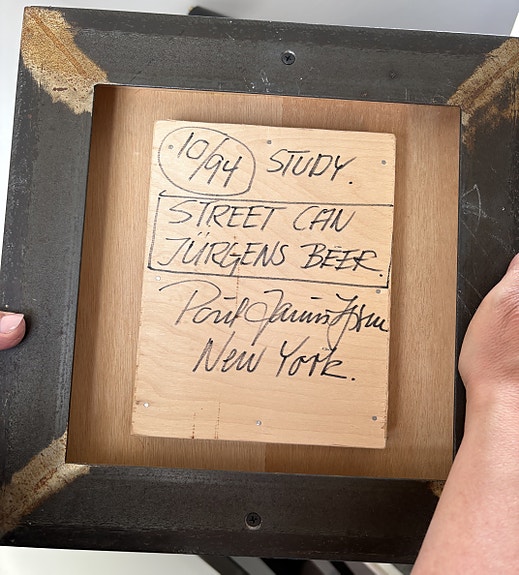 10/94 STUDY.
STREET CAN
JÜRGENS BEER.
New York.